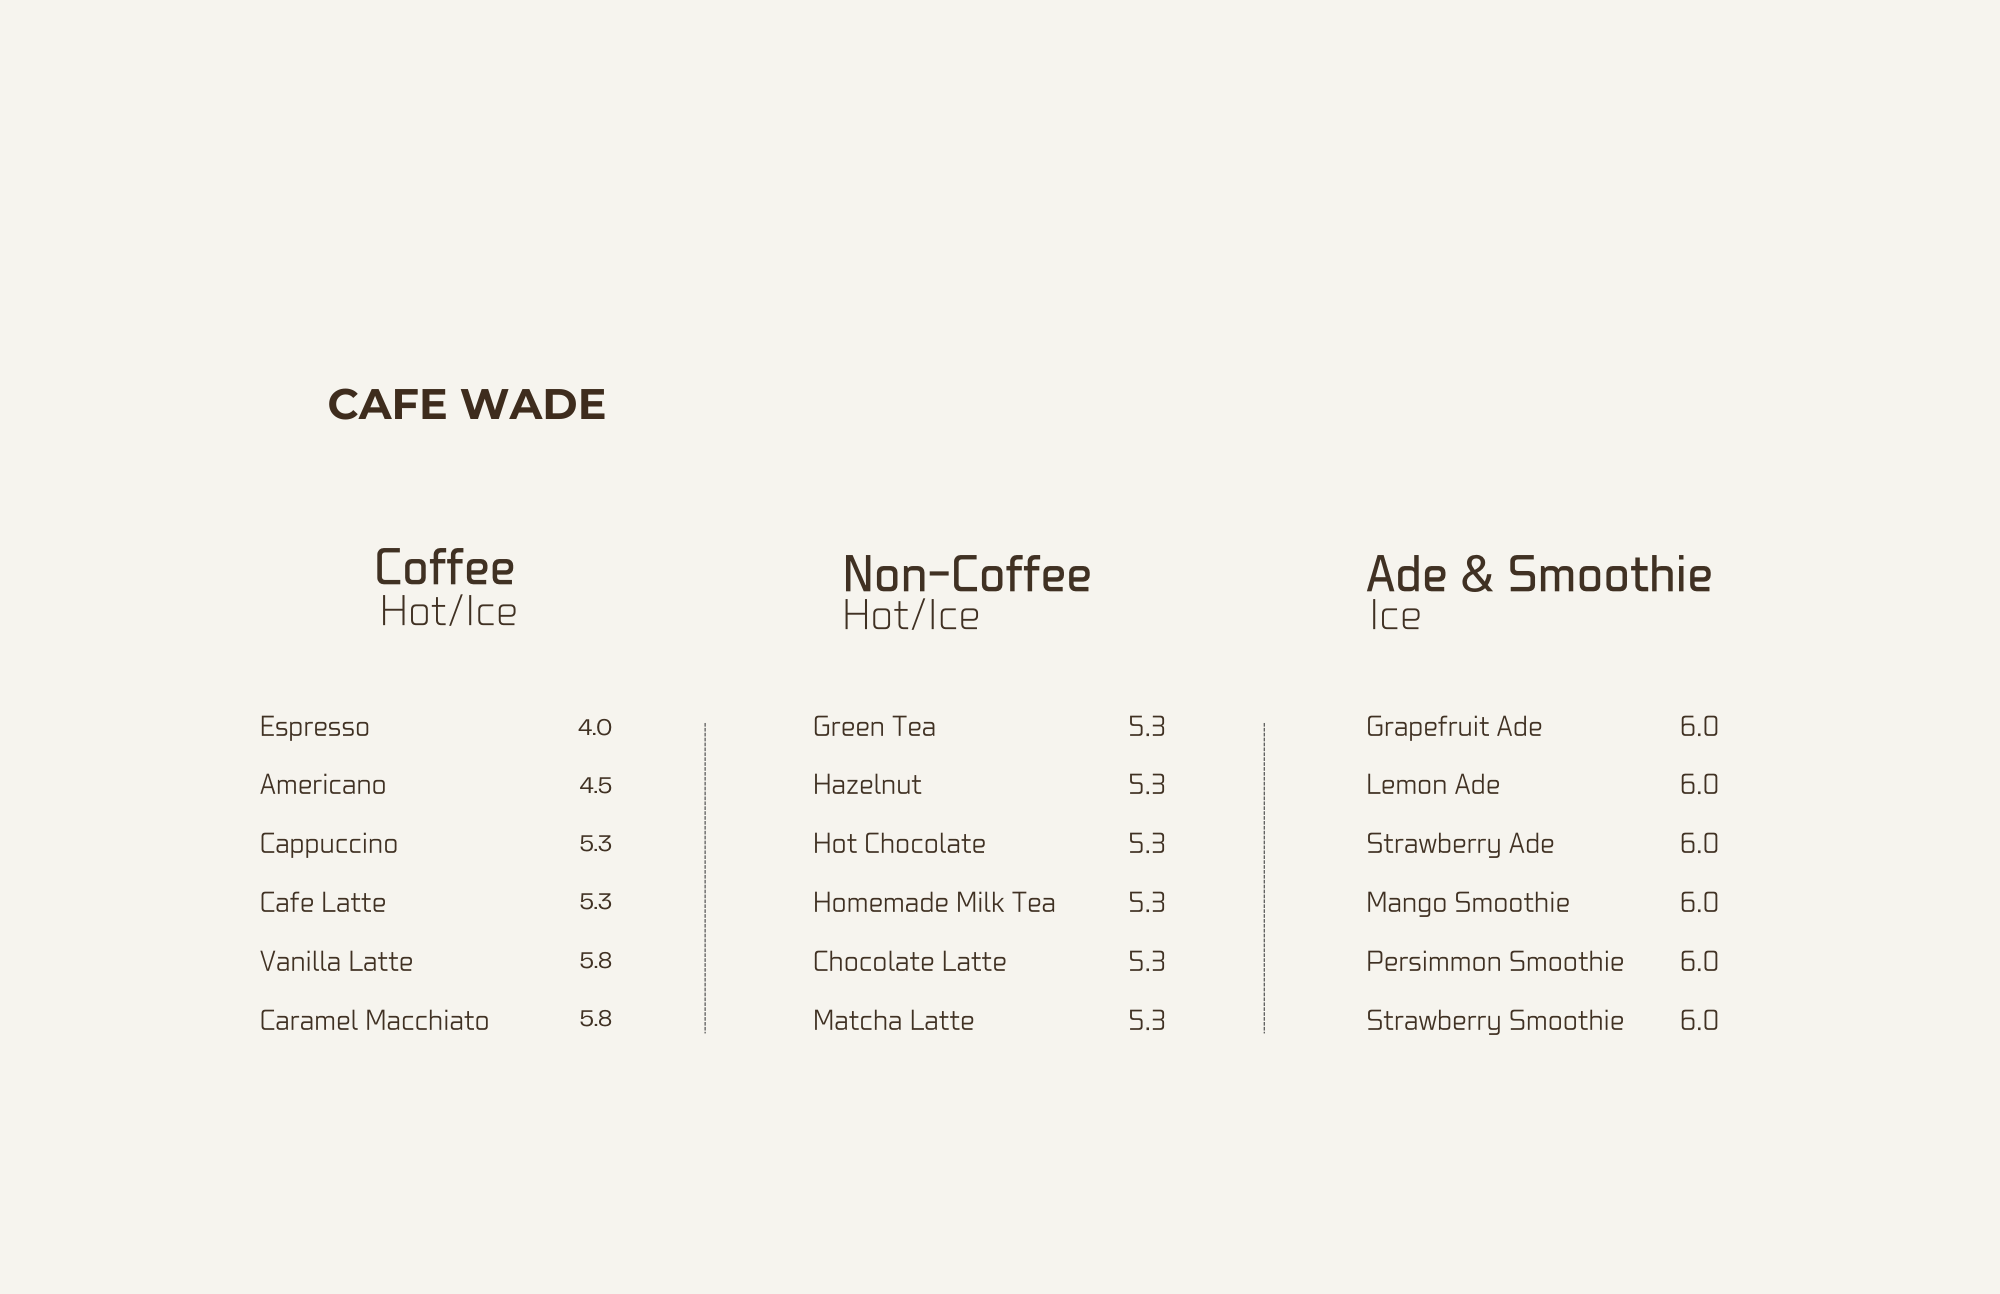 CAFE WADE
Coffee
Hot/Ice
Espresso 4.0
Americano 4.5
Cappuccino 5.3
Cafe Latte 5.3
Vanilla Latte 5.8
Caramel Macchiato 5.8
Non-Coffee
Hot/Ice
Green Tea 5.3
Hazelnut 5.3
Hot Chocolate 5.3
Homemade Milk Tea 5.3
Chocolate Latte 5.3
Matcha Latte 5.3
Ade & Smoothie
Ice
Grapefruit Ade 6.0
Lemon Ade 6.0
Strawberry Ade 6.0
Mango Smoothie 6.0
Persimmon Smoothie 6.0
Strawberry Smoothie 6.0